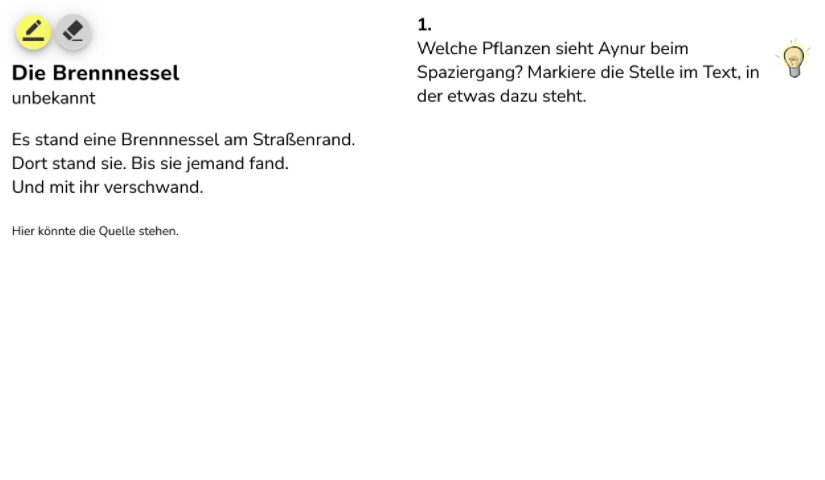 Die Brennnessel
unbekannt
Es stand eine Brennnessel am Straßenrand.
Dort stand sie. Bis sie jemand fand.
Und mit ihr verschwand.
Hier könnte die Quelle stehen.
1.
Welche Pflanzen sieht Aynur beim
Spaziergang? Markiere die Stelle im Text, in
der etwas dazu steht.